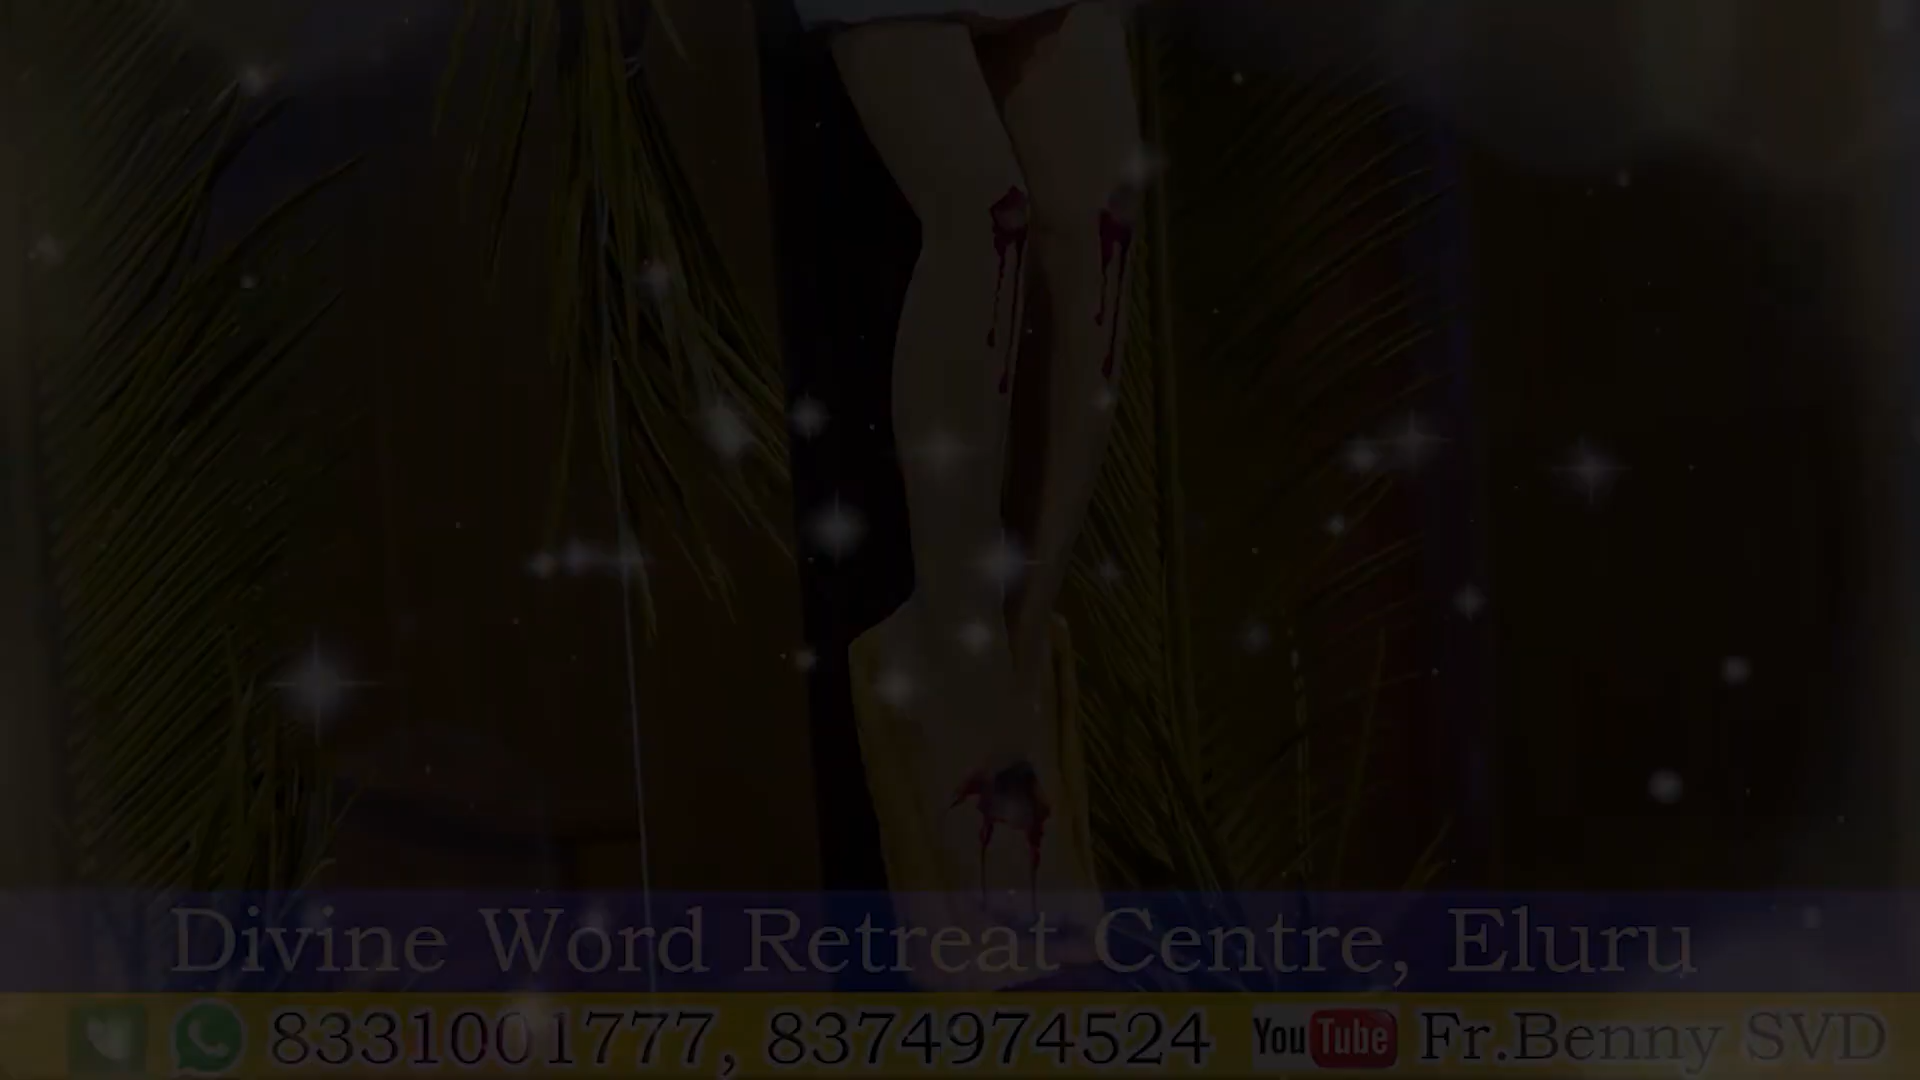 Divine Word Retreat Centre, Eluru
8331001777, 8374974524 YouTube Fr.Benny SVD